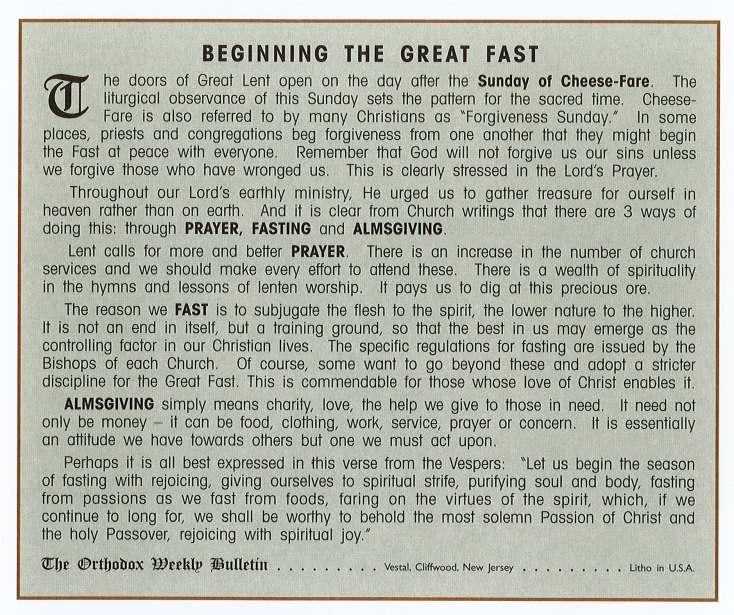 BEGINNING THE GREAT FAST
The doors of Great Lent open on the day after the Sunday of Cheese-Fare. The
liturgical observance of this Sunday sets the pattern for the sacred time. Cheese-
Fare is also referred to by many Christians as "Forgiveness Sunday." In some
places, priests and congregations beg forgiveness from one another that they might begin
the Fast at peace with everyone. Remember that God will not forgive us our sins unless
we forgive those who have wronged us. This is clearly stressed in the Lord's Prayer.
Throughout our Lord's earthly ministry, He urged us to gather treasure for ourself in
heaven rather than on earth. And it is clear from Church writings that there are 3 ways of
doing this: through PRAYER, FASTING and ALMSGIVING.
Lent calls for more and better PRAYER. There is an increase in the number of church
services and we should make every effort to attend these. There is a wealth of spirituality
in the hymns and lessons of lenten worship. It pays us to dig at this precious ore.
The reason we FAST is to subjugate the flesh to the spirit, the lower nature to the higher.
It is not an end in itself, but a training ground, so that the best in us may emerge as the
controlling factor in our Christian lives. The specific regulations for fasting are issued by the
Bishops of each Church. Of course, some want to go beyond these and adopt a stricter
discipline for the Great Fast. This is commendable for those whose love of Christ enables it.
ALMSGIVING simply means charity, love, the help we give to those in need. It need not
only be money – it can be food, clothing, work, service, prayer or concern. It is essentially
an attitude we have towards others but one we must act upon.
Perhaps it is all best expressed in this verse from the Vespers: "Let us begin the season
of fasting with rejoicing, giving ourselves to spiritual strife, purifying soul and body, fasting
from passions as we fast from foods, faring on the virtues of the spirit, which, if we
continue to long for, we shall be worthy to behold the most solemn Passion of Christ and
the holy Passover, rejoicing with spiritual joy."
The Orthodox Weekly Bulletin . . . . . . . . . Vestal, Cliffwood, New Jersey . . . . . . . . . Litho in U.S.A.